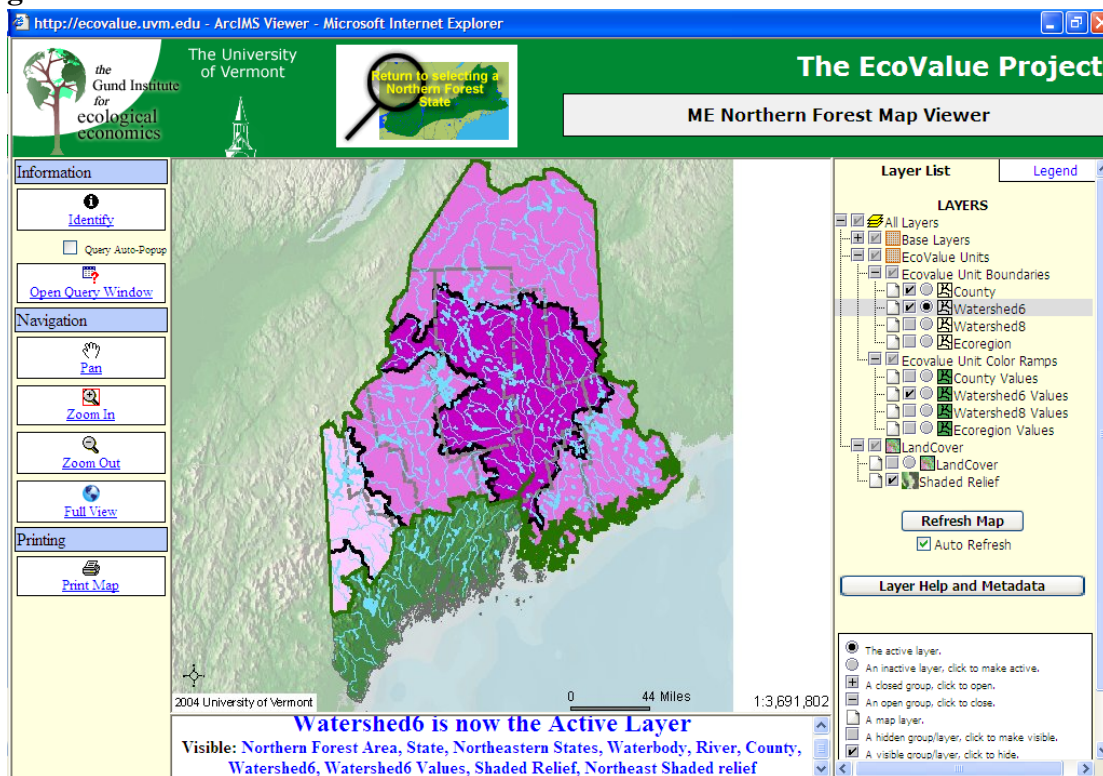 http://ecovalue.uvm.edu - ArcIMS Viewer - Microsoft Internet Explorer
the
Gund Institute
for
ecological
economics
The University
of Vermont
Return to selecting a
Northern Forest
State
The EcoValue Project
ME Northern Forest Map Viewer
Information
Identify
Query Auto-Popup
Open Query Window
Navigation
Pan
Zoom In
Zoom Out
Full View
Printing
Print Map
2004 University of Vermont
0 44 Miles
1:3,691,802
Watershed6 is now the Active Layer
Visible: Northern Forest Area, State, Northeastern States, Waterbody, River, County,
Watershed6, Watershed6 Values, Shaded Relief, Northeast Shaded relief
Layer List
Legend
LAYERS
All Layers
Base Layers
EcoValue Units
Ecovalue Unit Boundaries
County
Watershed6
Watershed8
Ecoregion
Ecovalue Unit Color Ramps
County Values
Watershed6 Values
Watershed8 Values
Ecoregion Values
LandCover
LandCover
Shaded Relief
Refresh Map
Auto Refresh
Layer Help and Metadata
The active layer.
An inactive layer, click to make active.
A closed group, click to open.
An open group, click to close.
A map layer.
A hidden group/layer, click to make visible.
A visible group/layer, click to hide.